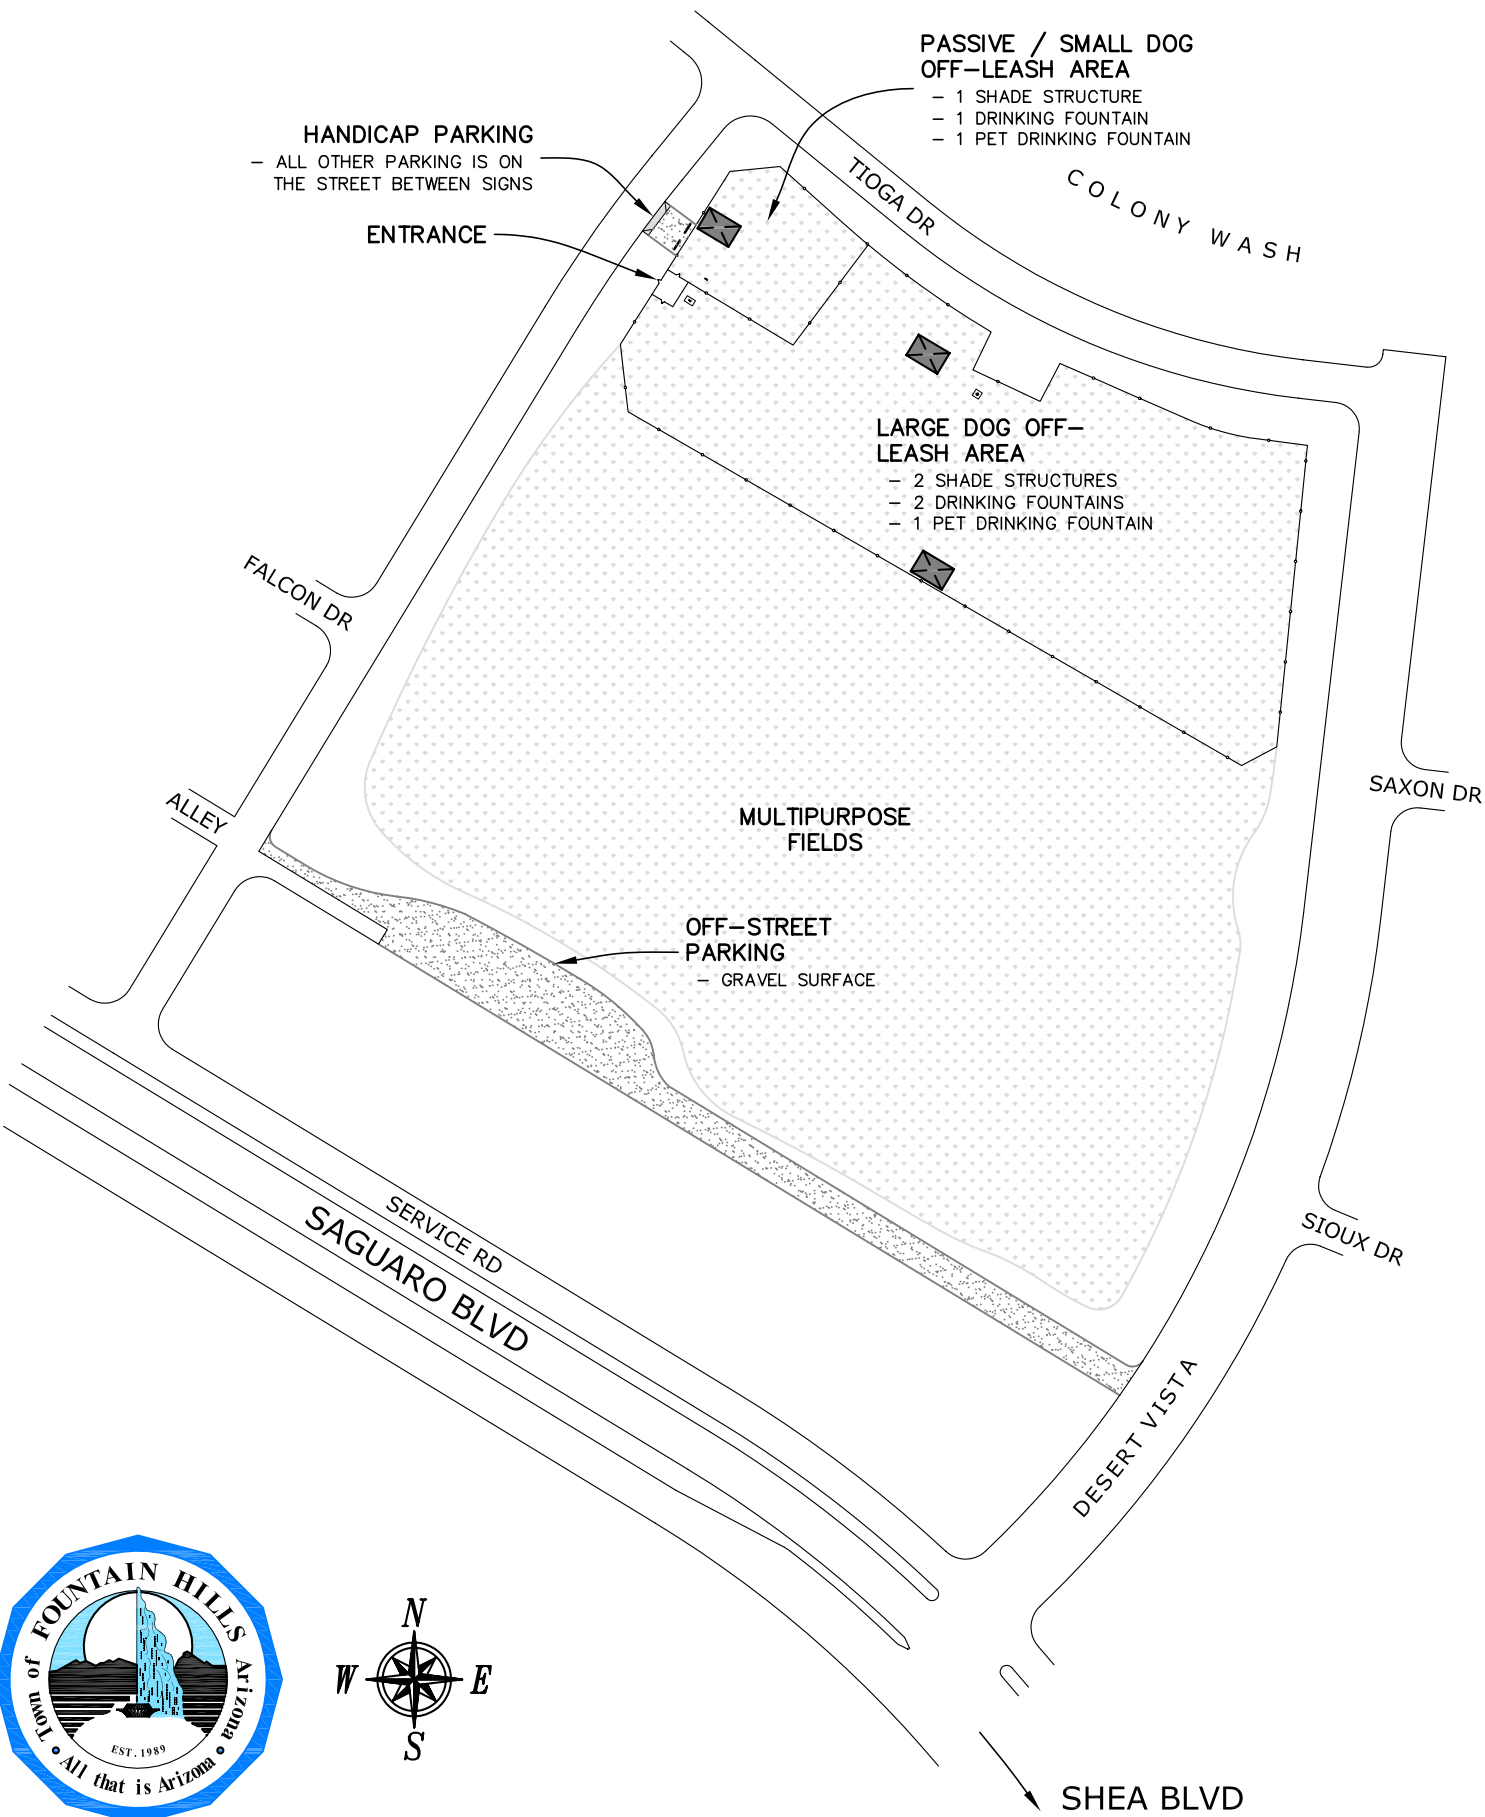 PASSIVE / SMALL DOG
OFF-LEASH AREA
- 1 SHADE STRUCTURE
- 1 DRINKING FOUNTAIN
- 1 PET DRINKING FOUNTAIN
HANDICAP PARKING
- ALL OTHER PARKING IS ON
THE STREET BETWEEN SIGNS
ENTRANCE
TIOGA DR
COLONY WASH
LARGE DOG OFF-
LEASH AREA
- 2 SHADE STRUCTURES
- 2 DRINKING FOUNTAINS
- 1 PET DRINKING FOUNTAIN
FALCON DR
ALLEY
SAXON DR
MULTIPURPOSE
FIELDS
OFF-STREET
PARKING
- GRAVEL SURFACE
SERVICE RD
SAGUARO BLVD
SIOUX DR
DESERT VISTA
Town of FOUNTAIN HILLS Arizona
EST. 1989
All that is Arizona
N
W
E
S
SHEA BLVD